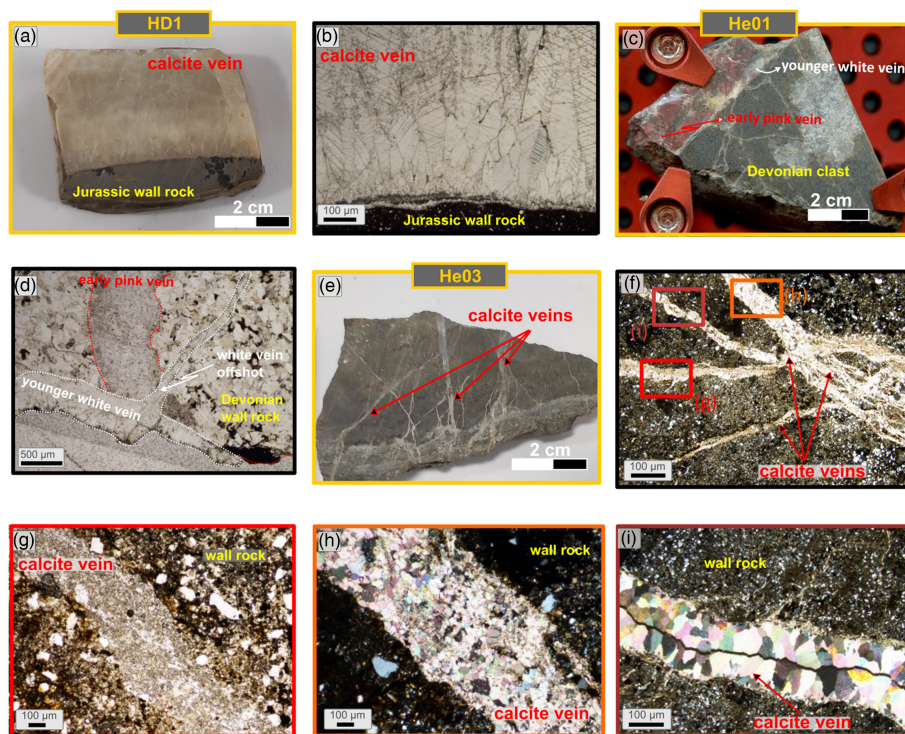 HD1
He01
(a)
calcite vein
Jurassic wall rock
2 cm
(b)
calcite vein
100 µm
Jurassic wall rock
(c)
younger white vein
early pink vein
Devonian clast
2 cm
He03
(d)
early pink vein
white vein
offshot
younger white vein
Devonian
wall rock
500 µm
(e)
calcite veins
2 cm
(f)
(h)
(i)
(g)
calcite veins
100 µm
(g)
wall rock
calcite vein
100 µm
(h)
wall rock
calcite vein
100 µm
(i)
wall rock
calcite vein
100 µm